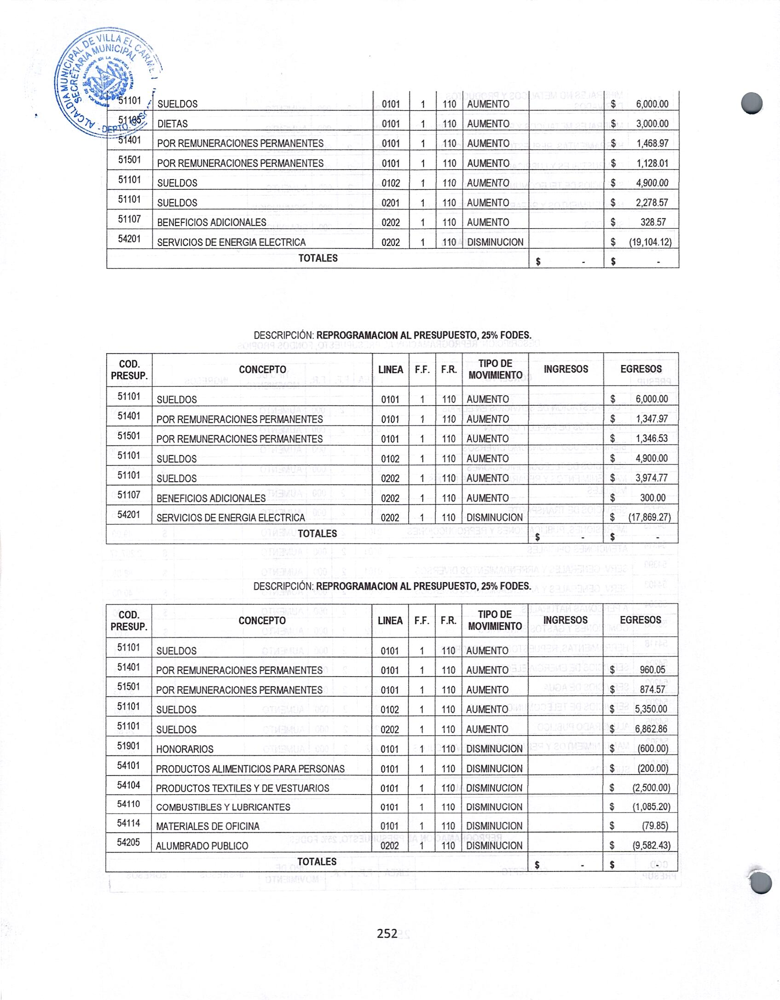 ALCALDIA MUNICIPAL DE VILLA EL CARMEN
SECRETARIA MUNICIPAL
EN LA AMERICA CENTRAL
- DEPTO.
51101 SUELDOS 0101 1 110 AUMENTO $ 6,000.00
51105 DIETAS 0101 1 110 AUMENTO $ 3,000.00
51401 POR REMUNERACIONES PERMANENTES 0101 1 110 AUMENTO $ 1,468.97
51501 POR REMUNERACIONES PERMANENTES 0101 1 110 AUMENTO $ 1,128.01
51101 SUELDOS 0102 1 110 AUMENTO $ 4,900.00
51101 SUELDOS 0201 1 110 AUMENTO $ 2,278.57
51107 BENEFICIOS ADICIONALES 0202 1 110 AUMENTO $ 328.57
54201 SERVICIOS DE ENERGIA ELECTRICA 0202 1 110 DISMINUCION $ (19,104.12)
TOTALES $ - $ -
DESCRIPCIÓN: REPROGRAMACION AL PRESUPUESTO, 25% FODES.
COD. PRESUP. CONCEPTO LINEA F.F. F.R. TIPO DE MOVIMIENTO INGRESOS EGRESOS
51101 SUELDOS 0101 1 110 AUMENTO $ 6,000.00
51401 POR REMUNERACIONES PERMANENTES 0101 1 110 AUMENTO $ 1,347.97
51501 POR REMUNERACIONES PERMANENTES 0101 1 110 AUMENTO $ 1,346.53
51101 SUELDOS 0102 1 110 AUMENTO $ 4,900.00
51101 SUELDOS 0202 1 110 AUMENTO $ 3,974.77
51107 BENEFICIOS ADICIONALES 0202 1 110 AUMENTO $ 300.00
54201 SERVICIOS DE ENERGIA ELECTRICA 0202 1 110 DISMINUCION $ (17,869.27)
TOTALES $ - $ -
DESCRIPCIÓN: REPROGRAMACION AL PRESUPUESTO, 25% FODES.
COD. PRESUP. CONCEPTO LINEA F.F. F.R. TIPO DE MOVIMIENTO INGRESOS EGRESOS
51101 SUELDOS 0101 1 110 AUMENTO
51401 POR REMUNERACIONES PERMANENTES 0101 1 110 AUMENTO $ 960.05
51501 POR REMUNERACIONES PERMANENTES 0101 1 110 AUMENTO $ 874.57
51101 SUELDOS 0102 1 110 AUMENTO $ 5,350.00
51101 SUELDOS 0202 1 110 AUMENTO $ 6,862.86
51901 HONORARIOS 0101 1 110 DISMINUCION $ (600.00)
54101 PRODUCTOS ALIMENTICIOS PARA PERSONAS 0101 1 110 DISMINUCION $ (200.00)
54104 PRODUCTOS TEXTILES Y DE VESTUARIOS 0101 1 110 DISMINUCION $ (2,500.00)
54110 COMBUSTIBLES Y LUBRICANTES 0101 1 110 DISMINUCION $ (1,085.20)
54114 MATERIALES DE OFICINA 0101 1 110 DISMINUCION $ (79.85)
54205 ALUMBRADO PUBLICO 0202 1 110 DISMINUCION $ (9,582.43)
TOTALES $ - $ -
252